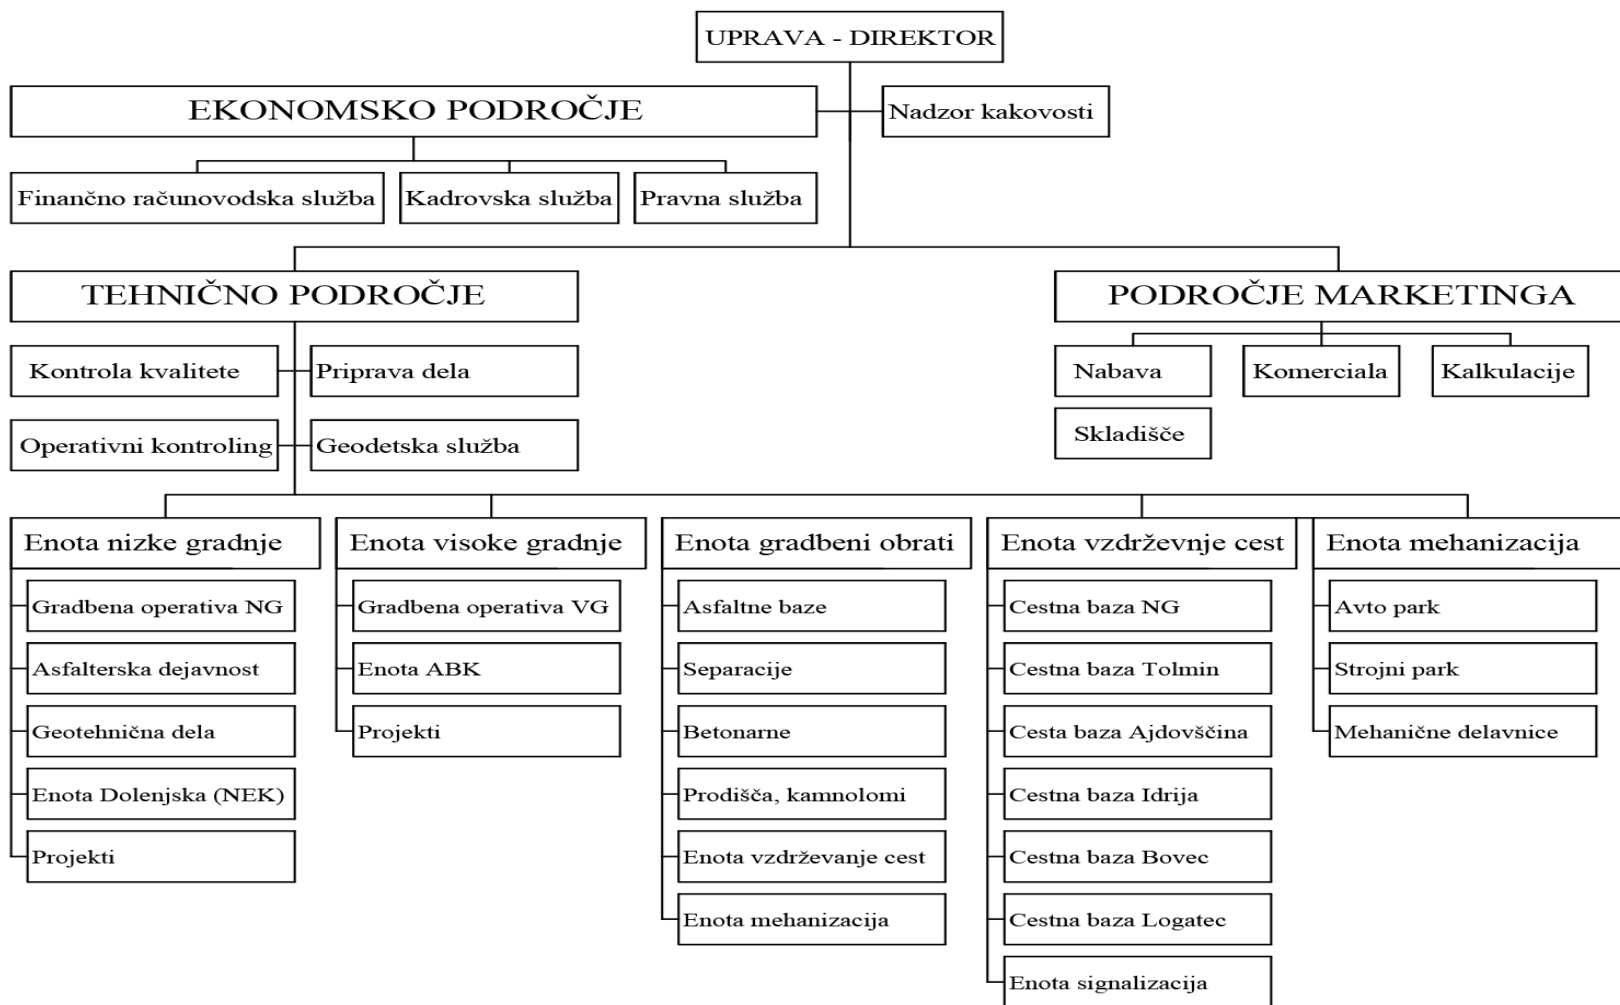 UPRAVA - DIREKTOR
EKONOMSKO PODROČJE
Nadzor kakovosti
Finančno računovodska služba
Kadrovska služba
Pravna služba
TEHNIČNO PODROČJE
PODROČJE MARKETINGA
Kontrola kvalitete
Priprava dela
Nabava
Komerciala
Kalkulacije
Operativni kontroling
Geodetska služba
Skladišče
Enota nizke gradnje
Enota visoke gradnje
Enota gradbeni obrati
Enota vzdrževnje cest
Enota mehanizacija
Gradbena operativa NG
Asfalterska dejavnost
Geotehnična dela
Enota Dolenjska (NEK)
Projekti
Gradbena operativa VG
Enota ABK
Projekti
Asfaltne baze
Separacije
Betonarne
Prodišča, kamnolomi
Enota vzdrževanje cest
Enota mehanizacija
Cestna baza NG
Cestna baza Tolmin
Cesta baza Ajdovščina
Cestna baza Idrija
Cestna baza Bovec
Cestna baza Logatec
Enota signalizacija
Avto park
Strojni park
Mehanične delavnice